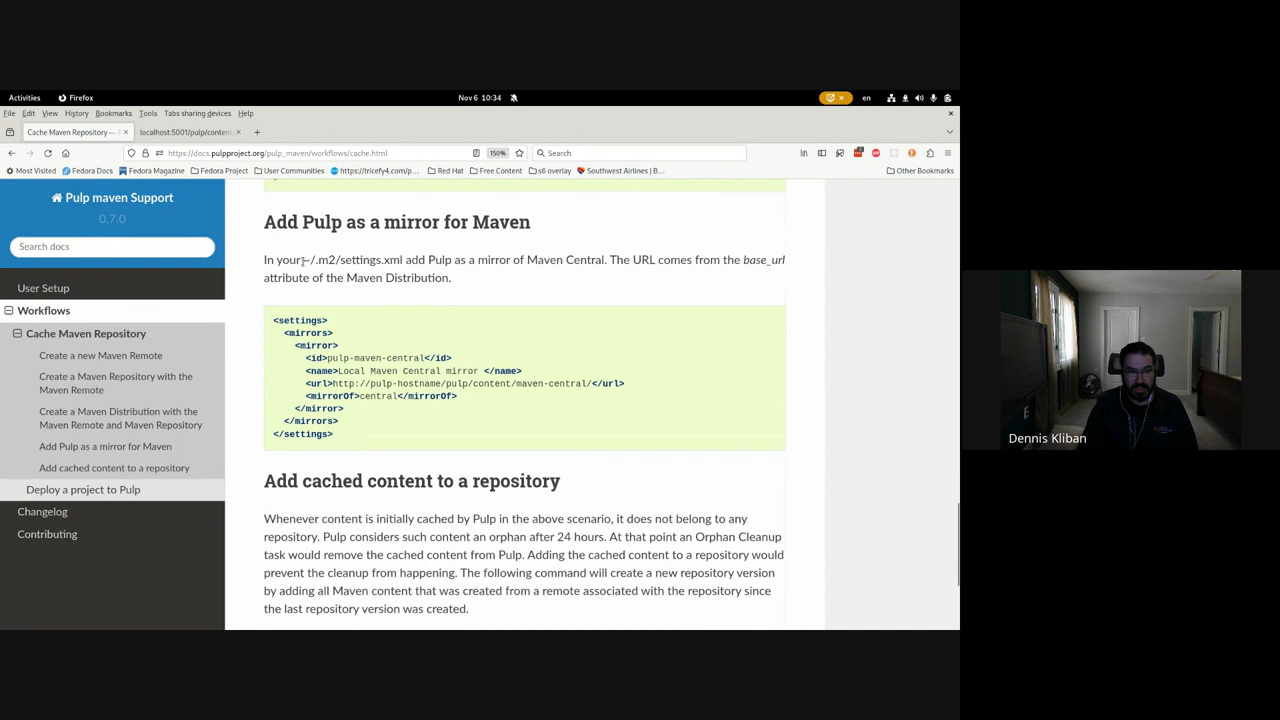 Activities
Firefox
Nov 6 10:34
en
File Edit View History Bookmarks Tools Tabs sharing devices Help
Cache Maven Repository —
localhost:5001/pulp/conten
https://docs.pulpproject.org/pulp_maven/workflows/cache.html
150%
Search
Most Visited
Fedora Docs
Fedora Magazine
Fedora Project
User Communities
https://tricefy4.com/p...
Red Hat
Free Content
s6 overlay
Southwest Airlines | B...
Other Bookmarks
Pulp maven Support
0.7.0
Search docs
User Setup
Workflows
Cache Maven Repository
Create a new Maven Remote
Create a Maven Repository with the
Maven Remote
Create a Maven Distribution with the
Maven Remote and Maven Repository
Add Pulp as a mirror for Maven
Add cached content to a repository
Deploy a project to Pulp
Changelog
Contributing
Add Pulp as a mirror for Maven
In your ~/.m2/settings.xml add Pulp as a mirror of Maven Central. The URL comes from the base_url
attribute of the Maven Distribution.
<settings>
<mirrors>
<mirror>
<id>pulp-maven-central</id>
<name>Local Maven Central mirror </name>
<url>http://pulp-hostname/pulp/content/maven-central/</url>
<mirrorOf>central</mirrorOf>
</mirror>
</mirrors>
</settings>
Add cached content to a repository
Whenever content is initially cached by Pulp in the above scenario, it does not belong to any
repository. Pulp considers such content an orphan after 24 hours. At that point an Orphan Cleanup
task would remove the cached content from Pulp. Adding the cached content to a repository would
prevent the cleanup from happening. The following command will create a new repository version
by adding all Maven content that was created from a remote associated with the repository since
the last repository version was created.
Dennis Kliban